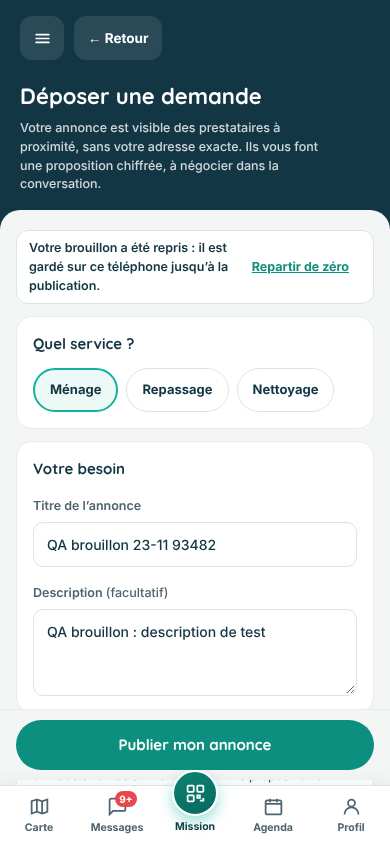 ← Retour
Déposer une demande
Votre annonce est visible des prestataires à
proximité, sans votre adresse exacte. Ils vous font
une proposition chiffrée, à négocier dans la
conversation.
Votre brouillon a été repris : il est
gardé sur ce téléphone jusqu’à la
publication.
Repartir de zéro
Quel service ?
Ménage
Repassage
Nettoyage
Votre besoin
Titre de l’annonce
QA brouillon 23-11 93482
Description (facultatif)
QA brouillon : description de test
Publier mon annonce
9+
Carte
Messages
Mission
Agenda
Profil